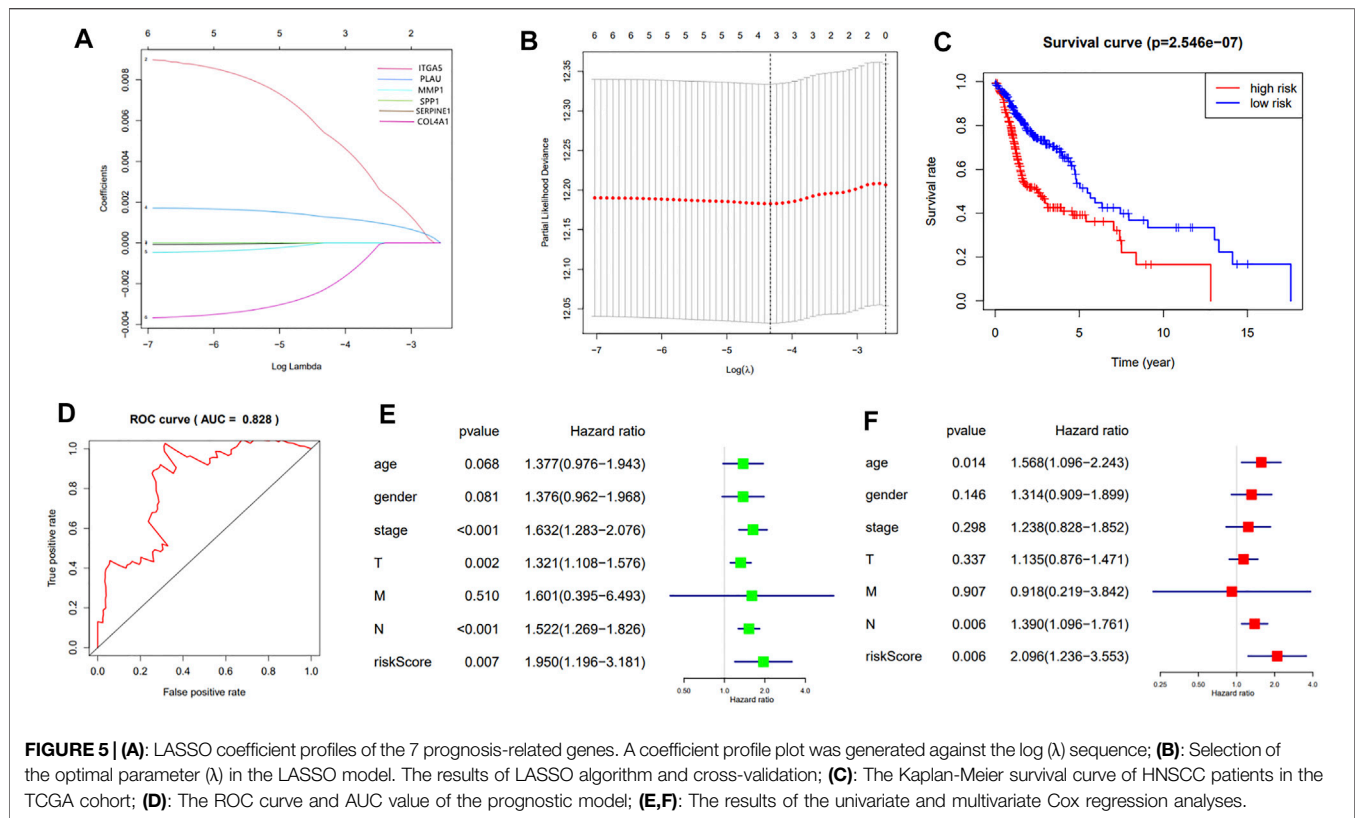 A
6 5 5 4 2
0.008
0.006
0.004
0.002
0.000
−0.002
−0.004
Coefficients
2
4
5
6
ITGA5
PLAU
MMP1
SPP1
SERPINE1
COL4A1
−7 −6 −5 −4 −3
Log Lambda
B
6 6 6 6 5 5 5 5 5 5 4 3 3 3 2 2 2 0
12.35
12.30
12.25
12.20
12.15
12.10
12.05
Partial Likelihood Deviance
−7 −6 −5 −4 −3
Log(λ)
C
Survival curve (p=2.546e−07)
high risk
low risk
1.0
0.8
0.6
0.4
0.2
0.0
Survival rate
0 5 10 15
Time (year)
D
ROC curve ( AUC = 0.828 )
1.0
0.8
0.6
0.4
0.2
0.0
True positive rate
0.0 0.2 0.4 0.6 0.8 1.0
False positive rate
E
pvalue Hazard ratio
age 0.068 1.377(0.976−1.943)
gender 0.081 1.376(0.962−1.968)
stage <0.001 1.632(1.283−2.076)
T 0.002 1.321(1.108−1.576)
M 0.510 1.601(0.395−6.493)
N <0.001 1.522(1.269−1.826)
riskScore 0.007 1.950(1.196−3.181)
0.50 1.0 2.0 4.0
Hazard ratio
F
pvalue Hazard ratio
age 0.014 1.568(1.096−2.243)
gender 0.146 1.314(0.909−1.899)
stage 0.298 1.238(0.828−1.852)
T 0.337 1.135(0.876−1.471)
M 0.907 0.918(0.219−3.842)
N 0.006 1.390(1.096−1.761)
riskScore 0.006 2.096(1.236−3.553)
0.25 1.0 2.0 4.0
Hazard ratio
FIGURE 5 | (A): LASSO coefficient profiles of the 7 prognosis-related genes. A coefficient profile plot was generated against the log (λ) sequence; (B): Selection of
the optimal parameter (λ) in the LASSO model. The results of LASSO algorithm and cross-validation; (C): The Kaplan-Meier survival curve of HNSCC patients in the
TCGA cohort; (D): The ROC curve and AUC value of the prognostic model; (E,F): The results of the univariate and multivariate Cox regression analyses.